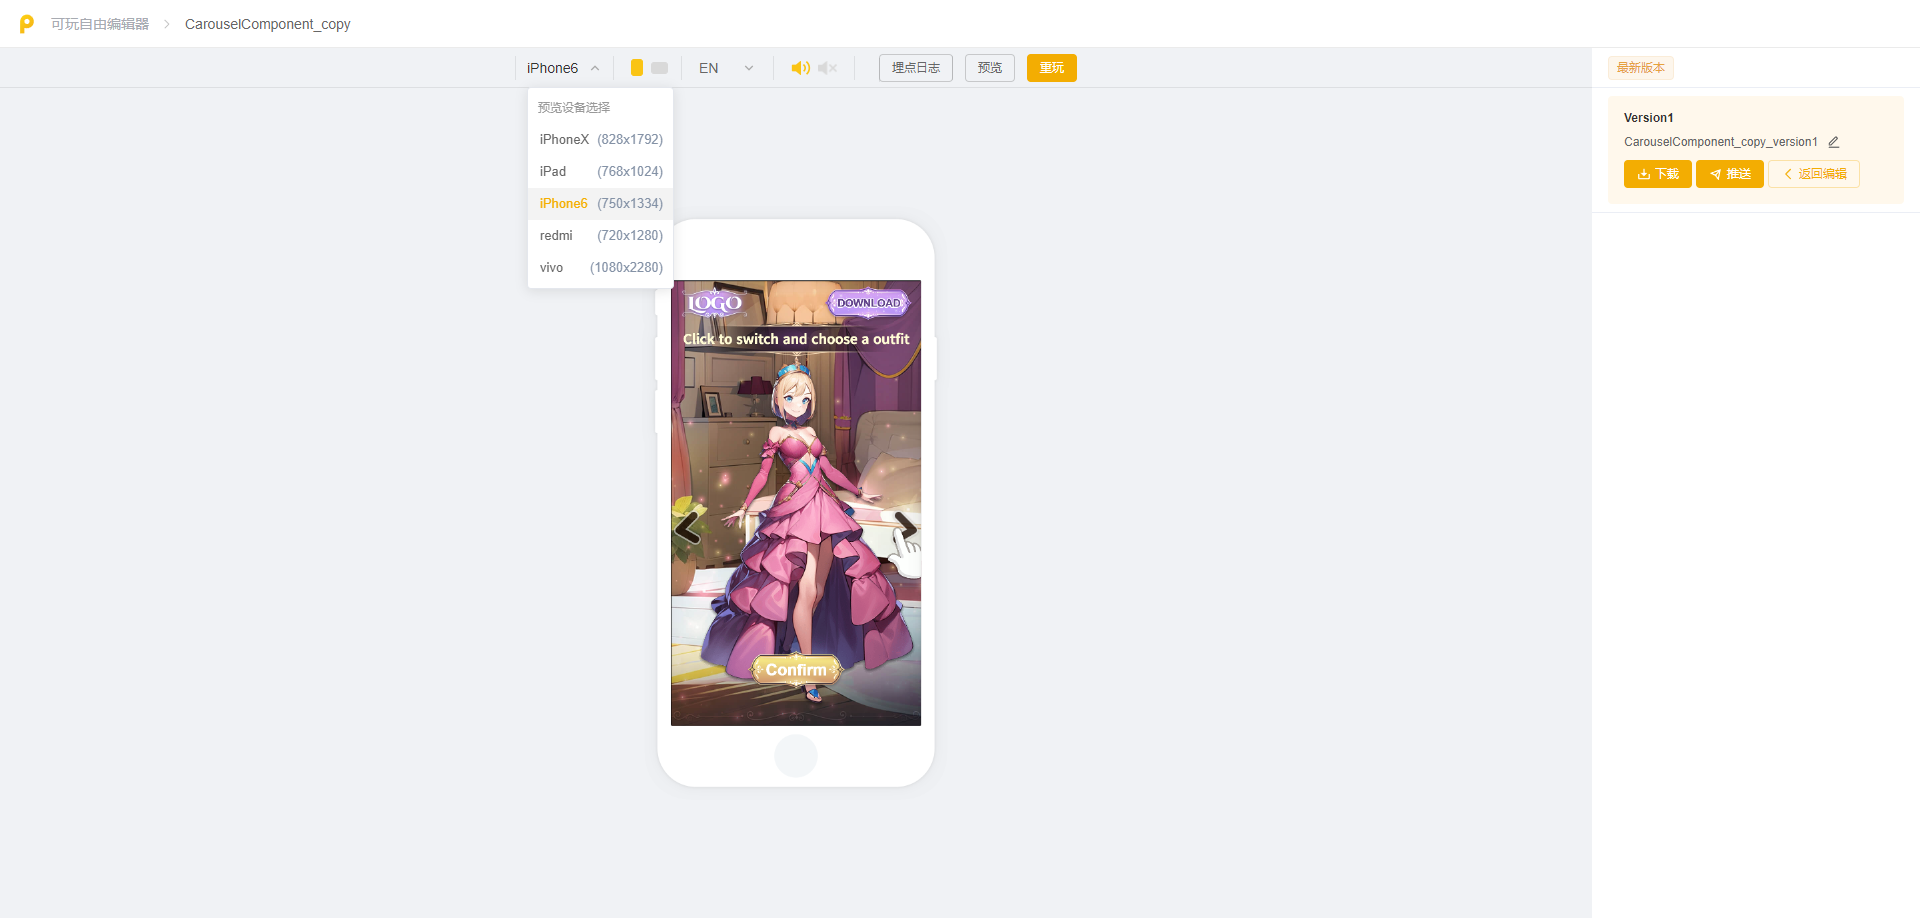 可玩自由编辑器 > CarouselComponent_copy
iPhone6
EN
埋点日志
预览
重玩
最新版本
预览设备选择
iPhoneX (828x1792)
iPad (768x1024)
iPhone6 (750x1334)
redmi (720x1280)
vivo (1080x2280)
Version1
CarouselComponent_copy_version1
下载
推送
返回编辑
LOGO
DOWNLOAD
Click to switch and choose a outfit
Confirm